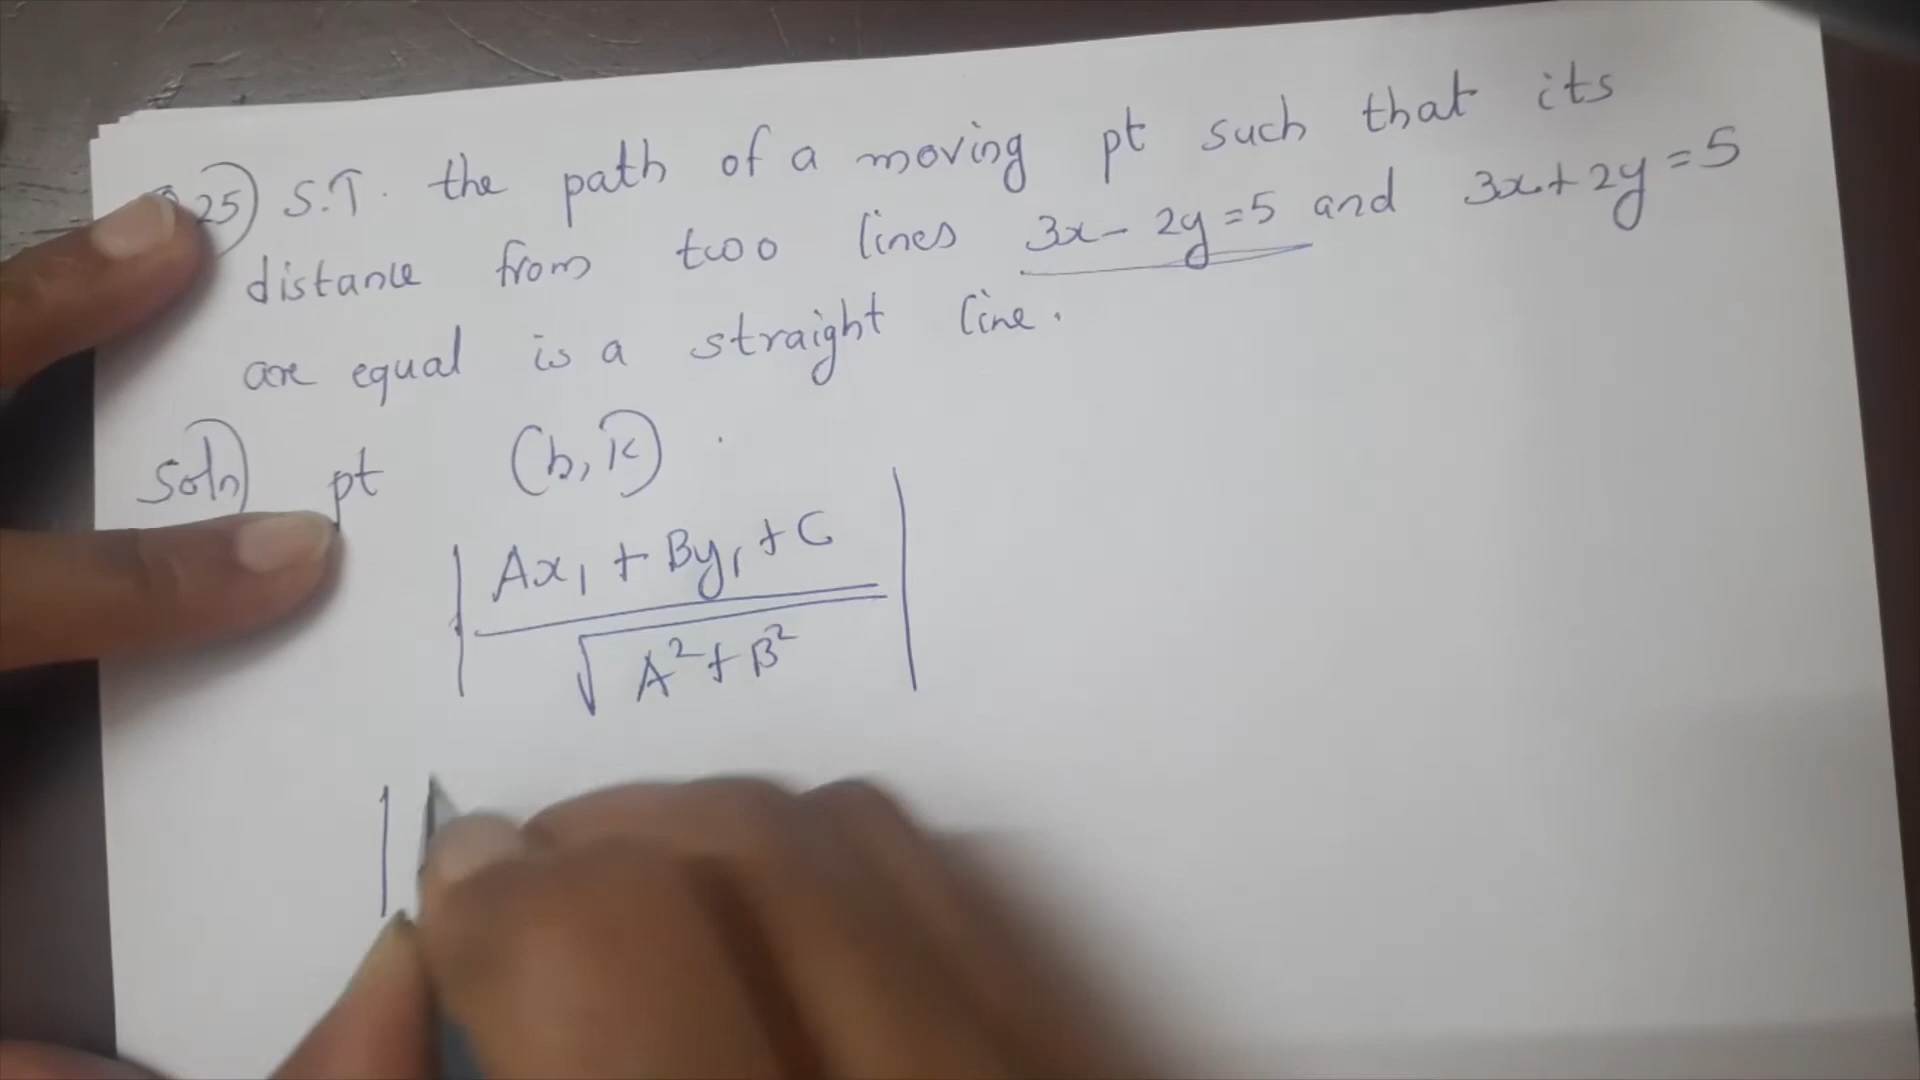 25) S.T. the path of a moving pt such that its
distance from two lines 3x - 2y = 5 and 3x + 2y = 5
are equal is a straight line.
Soln) pt (h, k) .
| Ax₁ + By₁ + C |
√ A² + B²
|